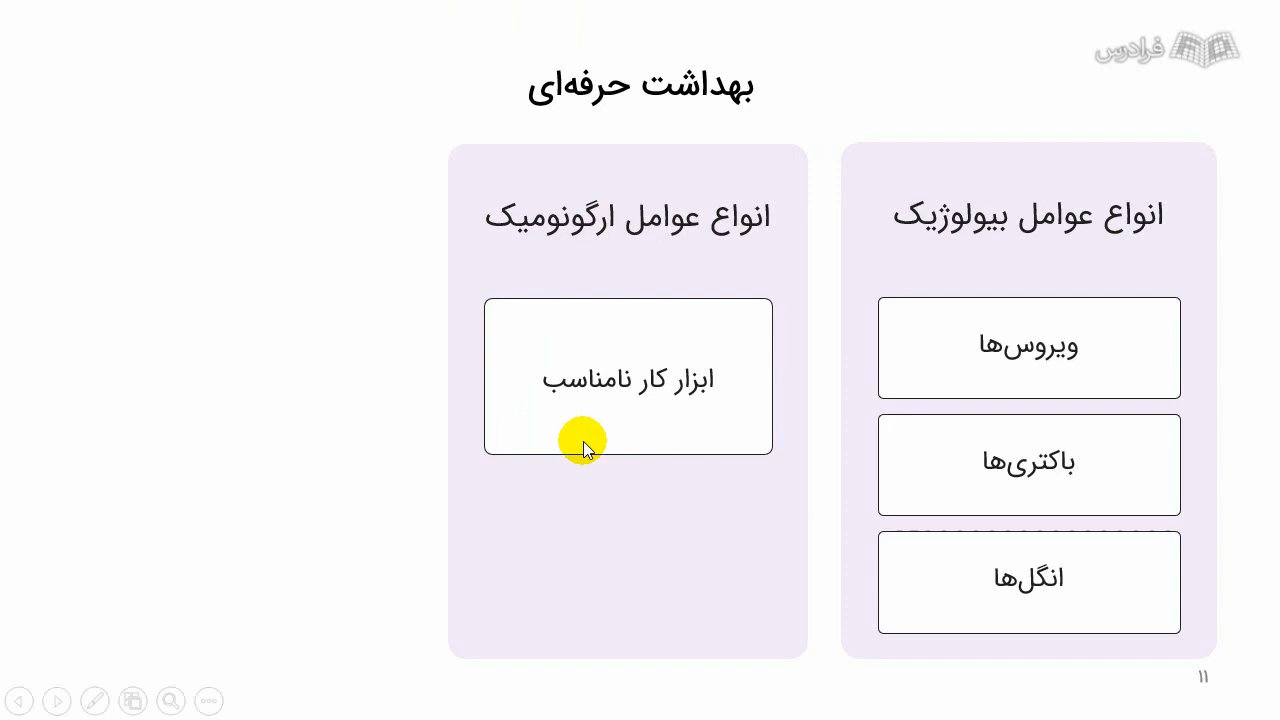 فرادرس
بهداشت حرفه‌ای
انواع عوامل بیولوژیک
ویروس‌ها
باکتری‌ها
انگل‌ها
انواع عوامل ارگونومیک
ابزار کار نامناسب
۱۱